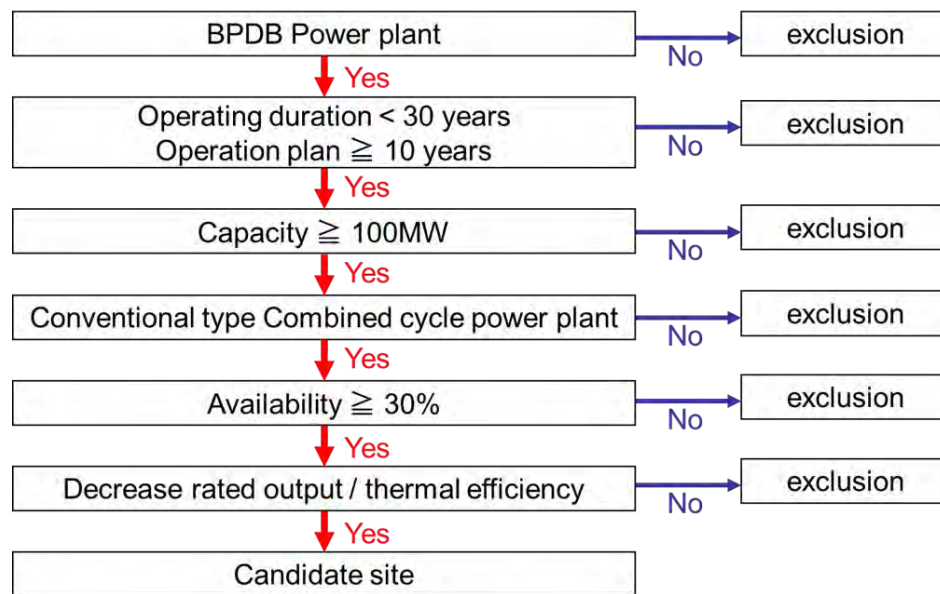 BPDB Power plant
No
exclusion
Yes
Operating duration < 30 years
Operation plan ≧ 10 years
No
exclusion
Yes
Capacity ≧ 100MW
No
exclusion
Yes
Conventional type Combined cycle power plant
No
exclusion
Yes
Availability ≧ 30%
No
exclusion
Yes
Decrease rated output / thermal efficiency
No
exclusion
Yes
Candidate site